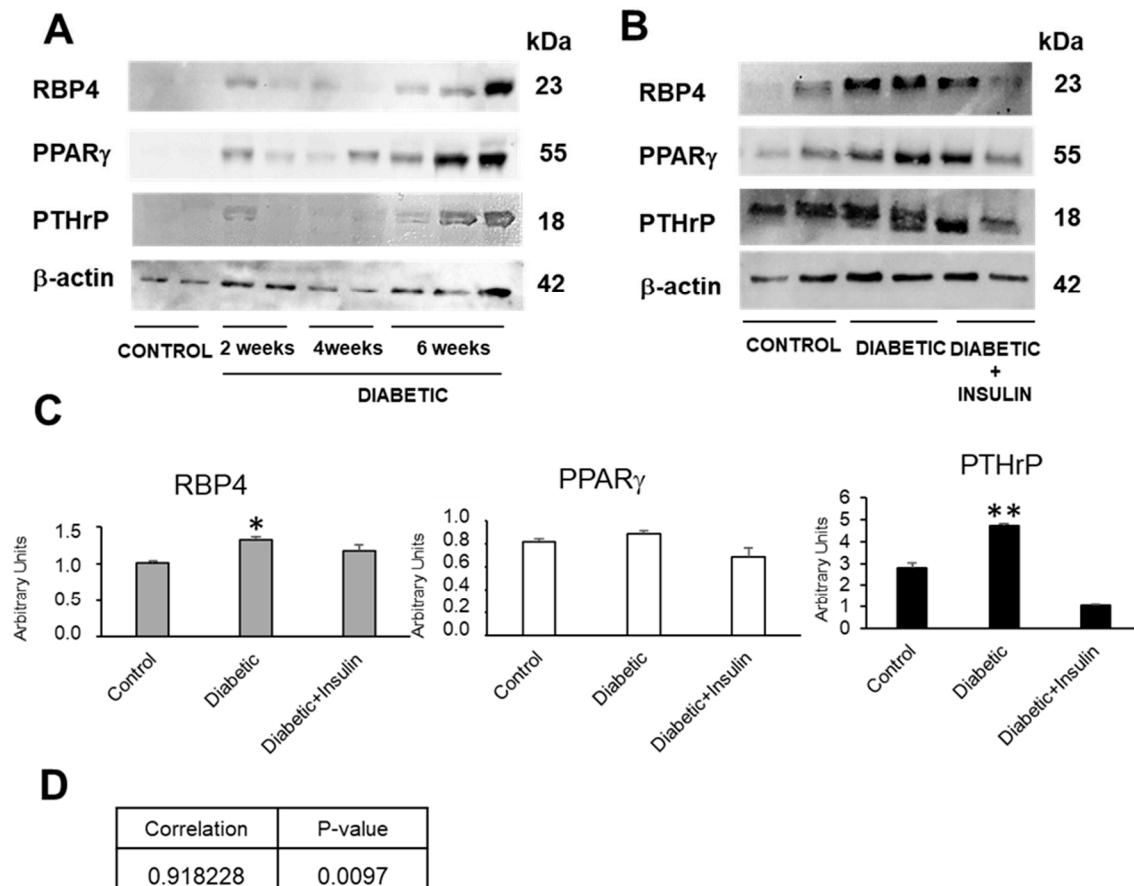 A
kDa
RBP4
23
PPARγ
55
PTHrP
18
β-actin
42
CONTROL 2 weeks 4weeks 6 weeks
DIABETIC
B
kDa
RBP4
23
PPARγ
55
PTHrP
18
β-actin
42
CONTROL DIABETIC DIABETIC
+
INSULIN
C
RBP4
Arbitrary Units
1.5
1.0
0.5
0.0
*
Control
Diabetic
Diabetic+Insulin
PPARγ
Arbitrary Units
1.0
0.8
0.6
0.4
0.2
0.0
Control
Diabetic
Diabetic+Insulin
PTHrP
Arbitrary Units
6
5
4
3
2
1
0
**
Control
Diabetic
Diabetic+Insulin
D
Correlation P-value
0.918228 0.0097